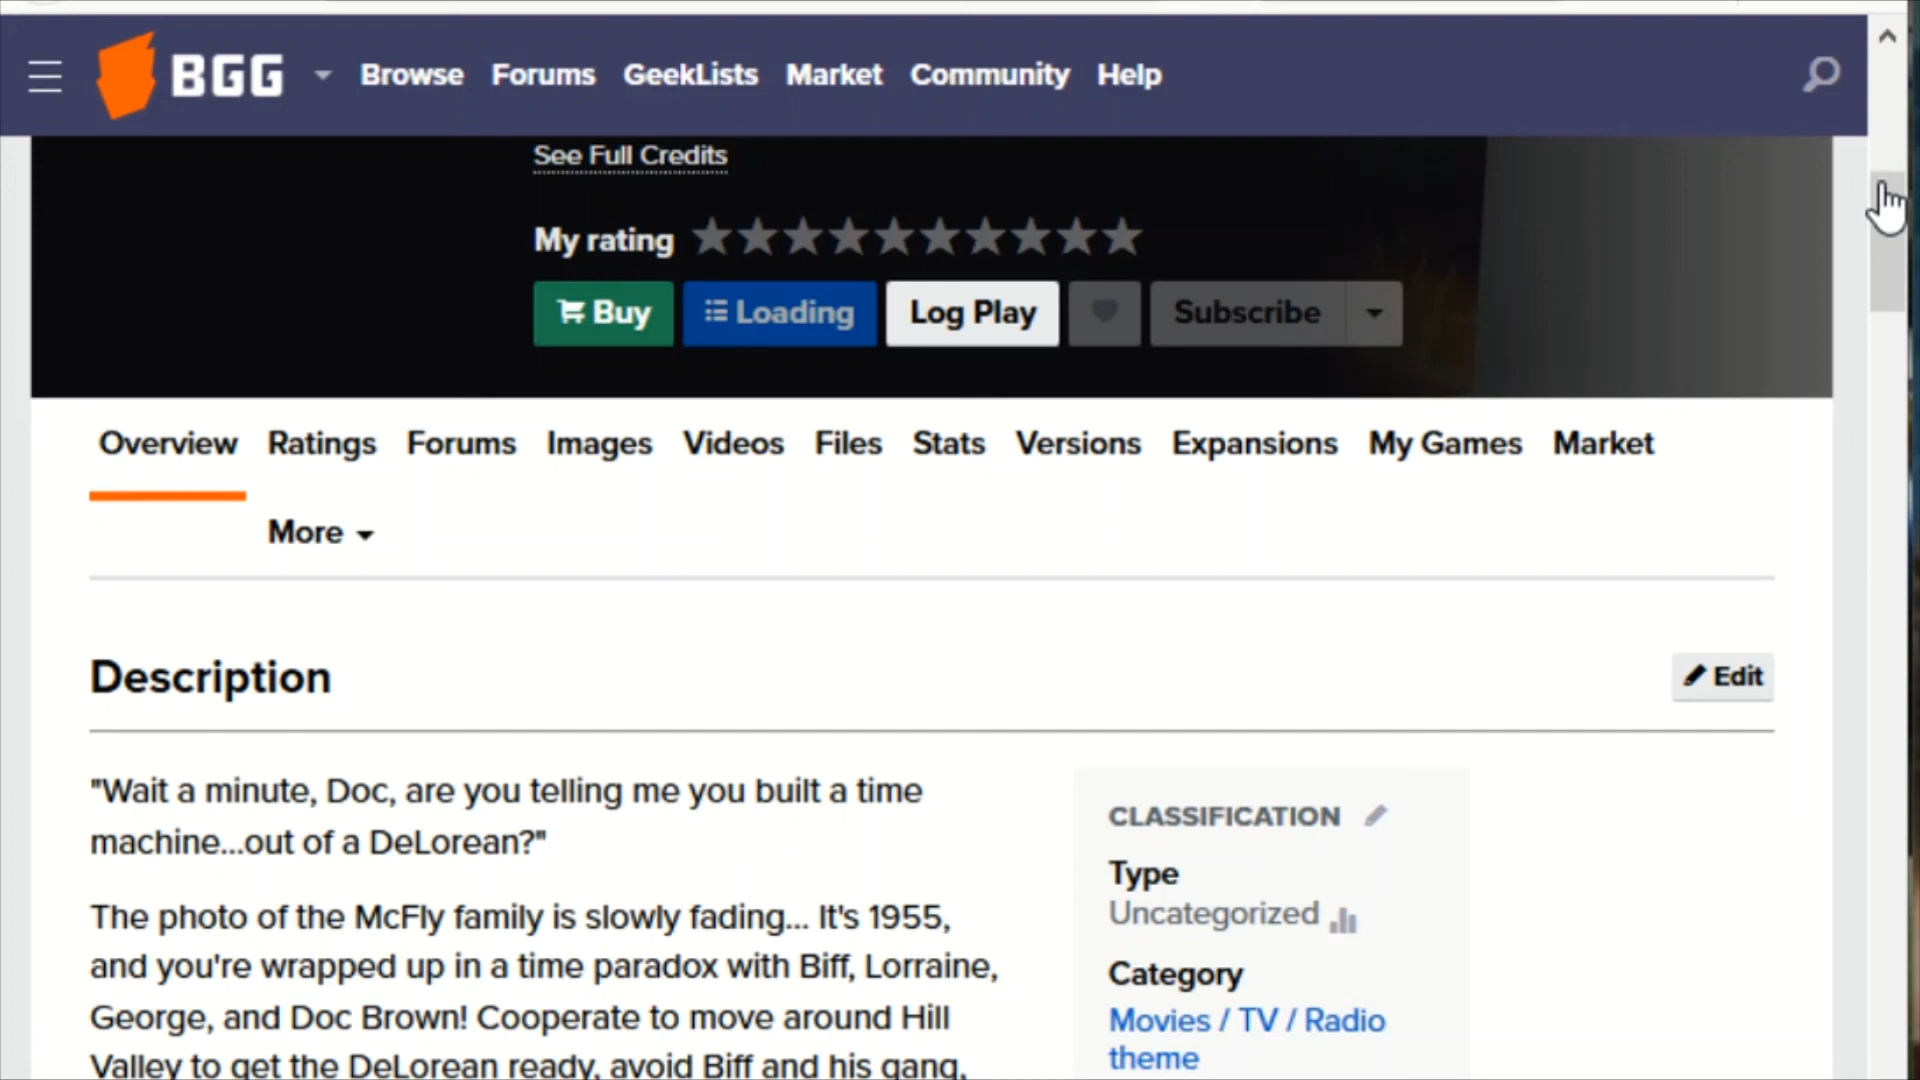 BGG Browse Forums GeekLists Market Community Help
See Full Credits
My rating
Buy Loading Log Play Subscribe
Overview Ratings Forums Images Videos Files Stats Versions Expansions My Games Market
More
Description
Edit
"Wait a minute, Doc, are you telling me you built a time
machine...out of a DeLorean?"
The photo of the McFly family is slowly fading... It's 1955,
and you're wrapped up in a time paradox with Biff, Lorraine,
George, and Doc Brown! Cooperate to move around Hill
Valley to get the DeLorean ready, avoid Biff and his gang,
CLASSIFICATION
Type
Uncategorized
Category
Movies / TV / Radio
theme